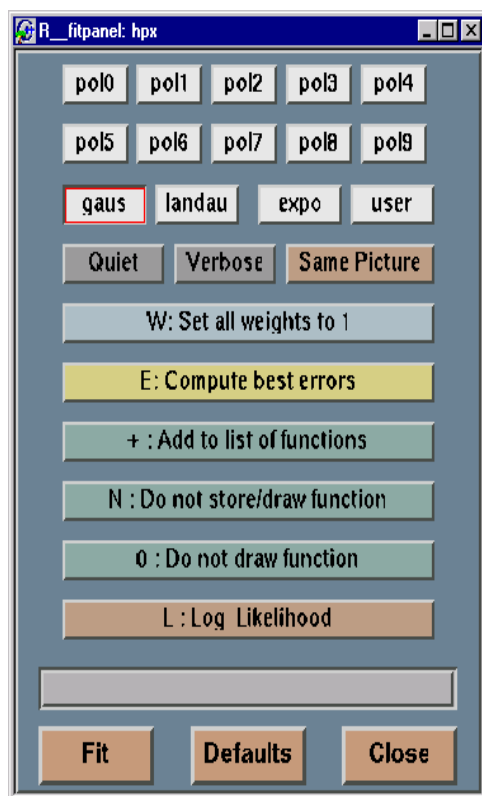 R__fitpanel: hpx
pol0 pol1 pol2 pol3 pol4
pol5 pol6 pol7 pol8 pol9
gaus landau expo user
Quiet Verbose Same Picture
W: Set all weights to 1
E: Compute best errors
+ : Add to list of functions
N : Do not store/draw function
0 : Do not draw function
L : Log Likelihood
Fit Defaults Close